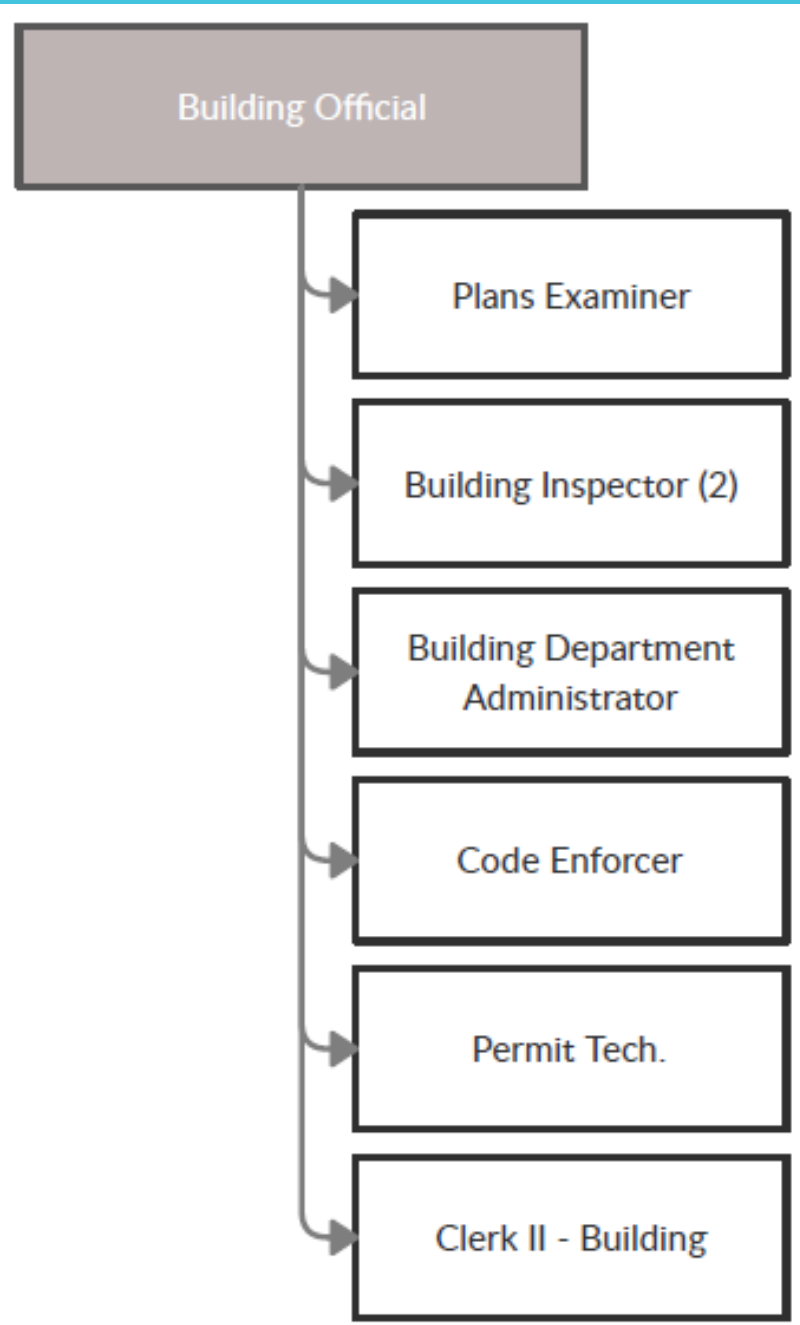 Building Official
Plans Examiner
Building Inspector (2)
Building Department
Administrator
Code Enforcer
Permit Tech.
Clerk II - Building